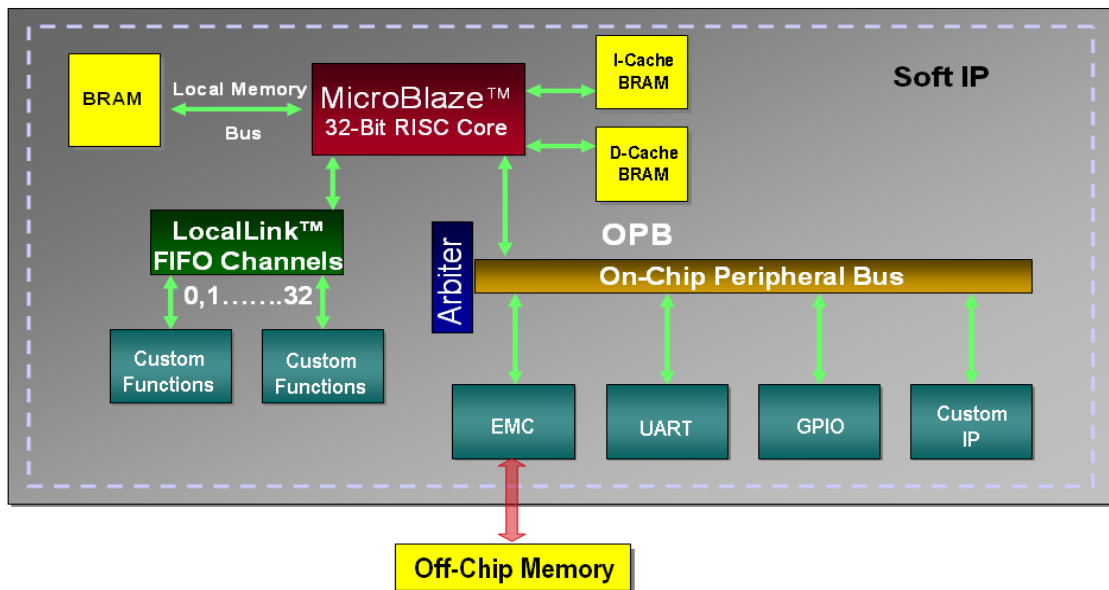 Soft IP
BRAM
Local Memory
Bus
MicroBlaze™
32-Bit RISC Core
I-Cache
BRAM
D-Cache
BRAM
LocalLink™
FIFO Channels
0,1.......32
Custom
Functions
Custom
Functions
Arbiter
OPB
On-Chip Peripheral Bus
EMC
UART
GPIO
Custom
IP
Off-Chip Memory